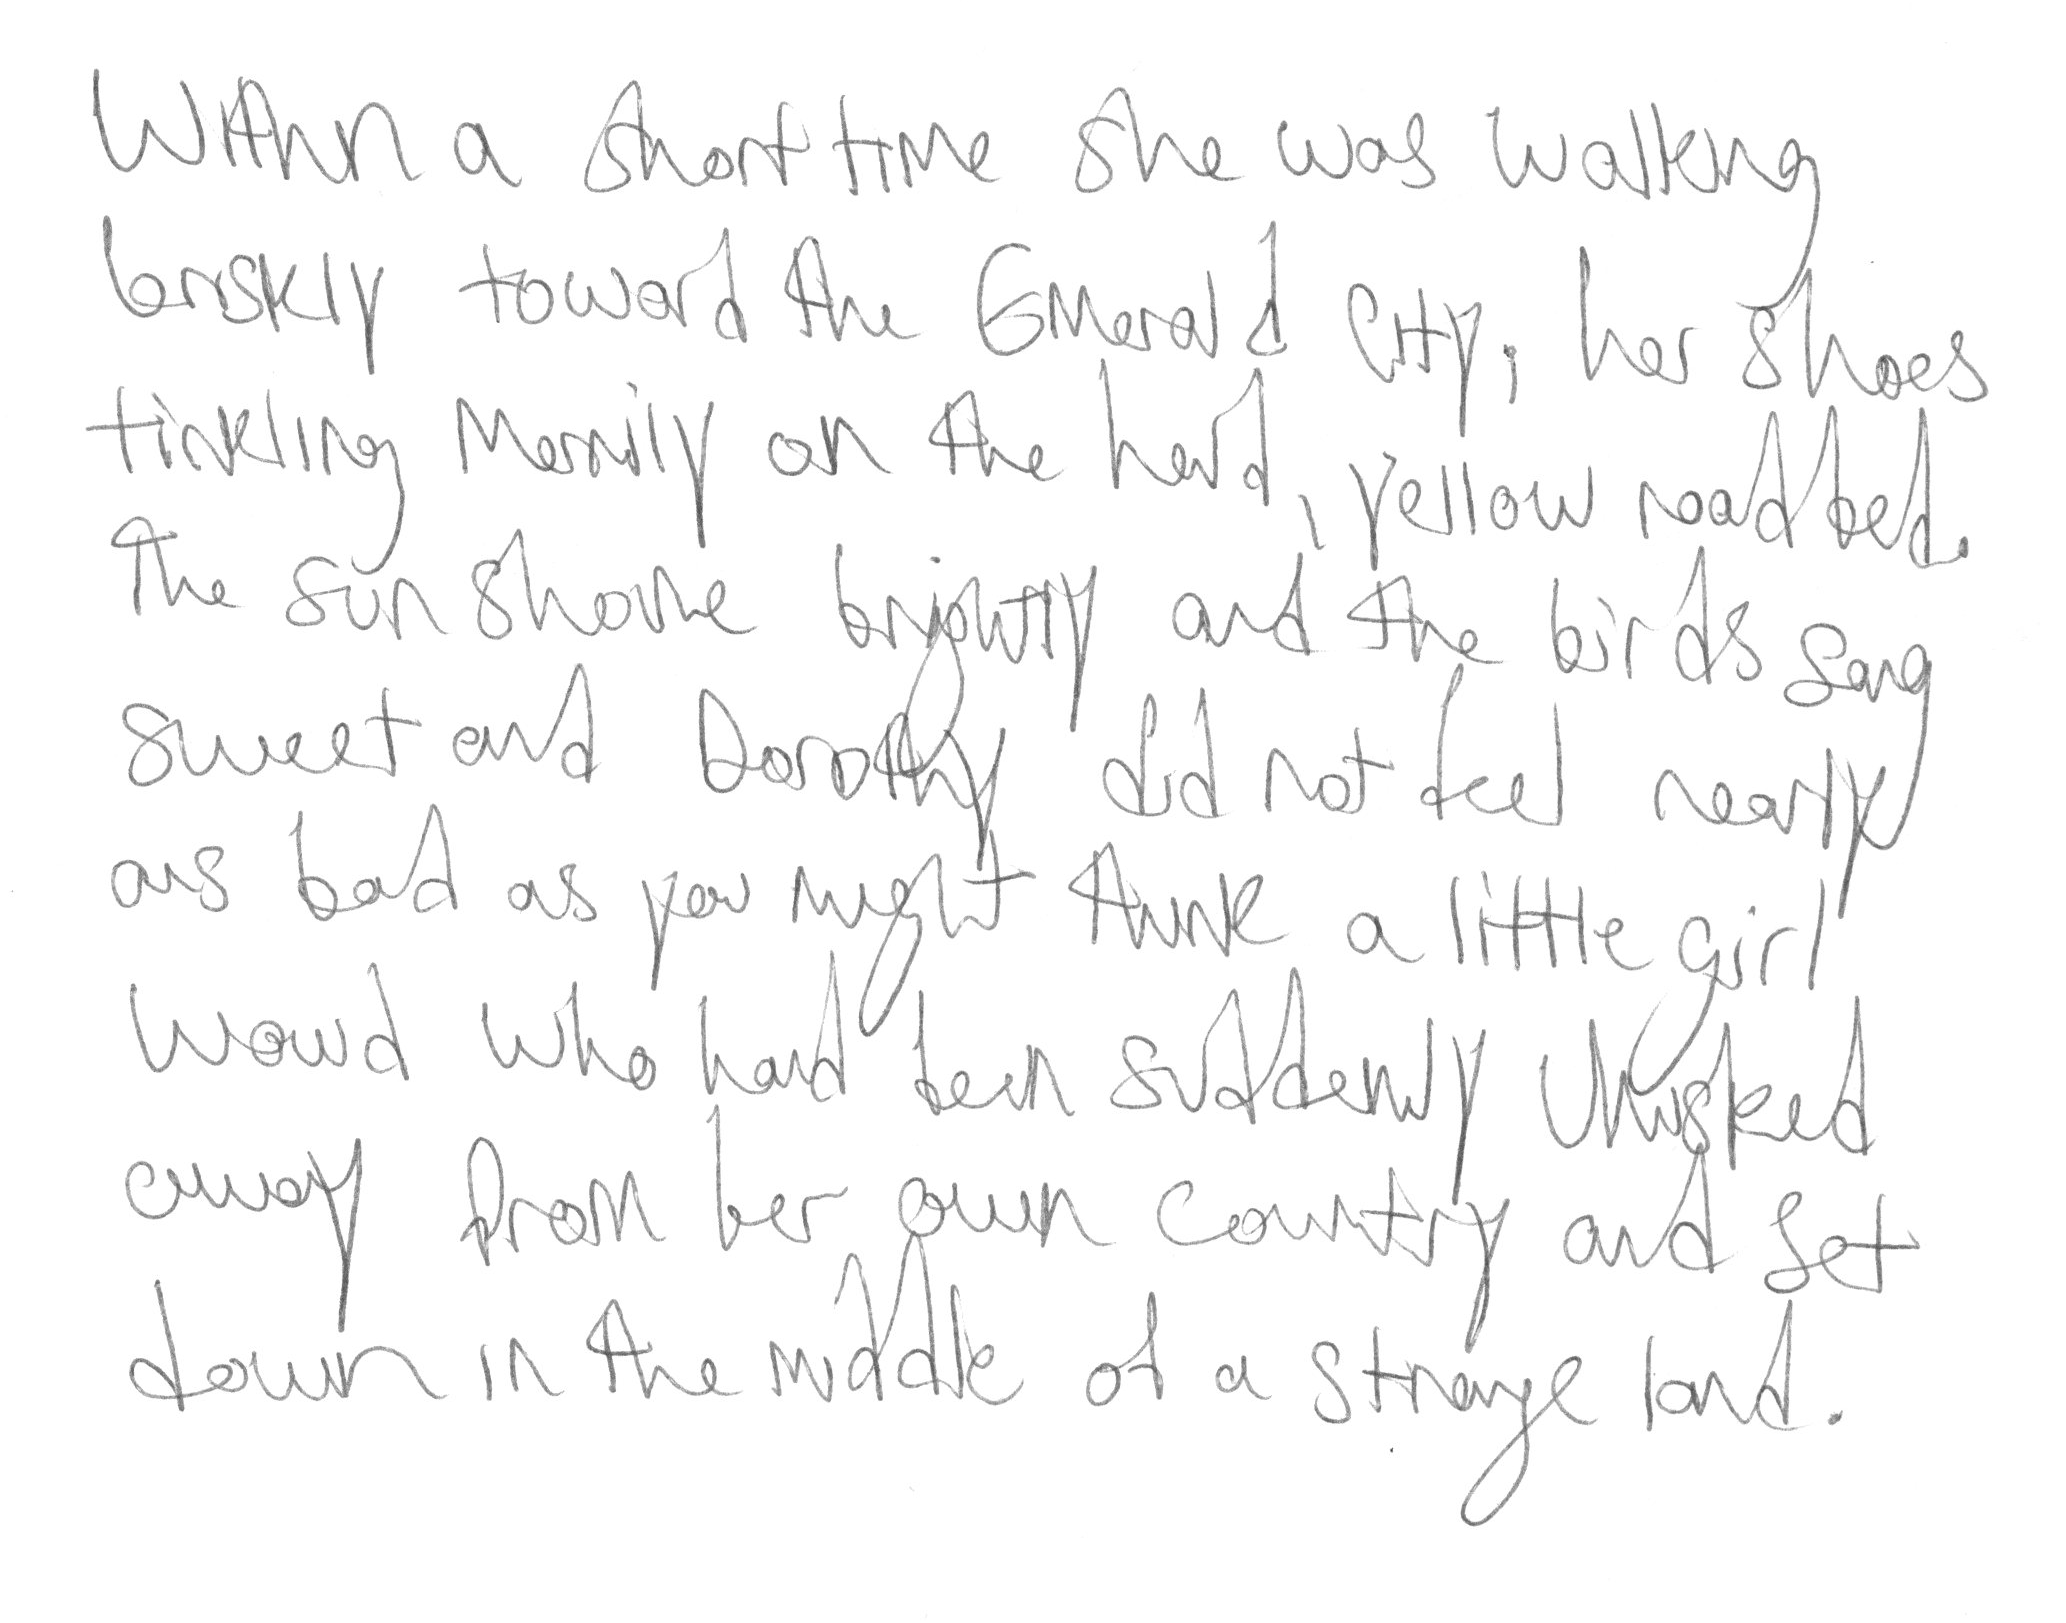 Within a short time she was walking
briskly toward the Emerald City, her shoes
tinkling merrily on the hard, yellow roadbed.
The sun shone brightly and the birds sang
sweet and Dorothy did not feel nearly
as bad as you might think a little girl
would who had been suddenly whisked
away from her own country and set
down in the middle of a strange land.